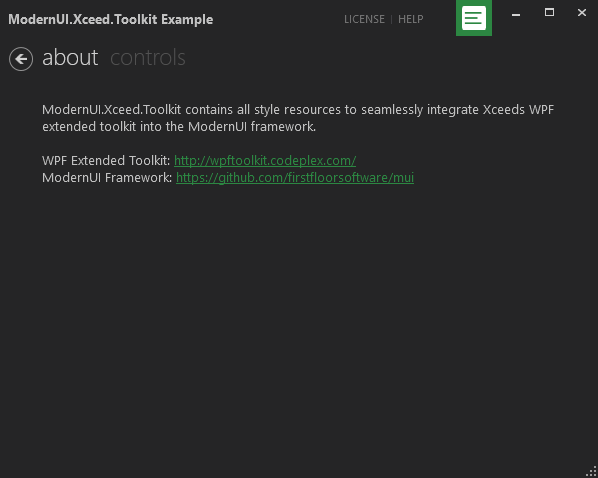 ModernUI.Xceed.Toolkit Example
LICENSE | HELP
about controls
ModernUI.Xceed.Toolkit contains all style resources to seamlessly integrate Xceeds WPF
extended toolkit into the ModernUI framework.
WPF Extended Toolkit: http://wpftoolkit.codeplex.com/
ModernUI Framework: https://github.com/firstfloorsoftware/mui